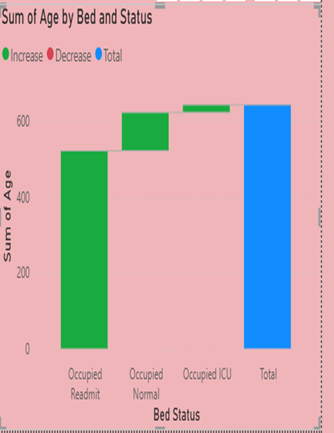 Sum of Age by Bed and Status
Increase Decrease Total
600
400
200
0
Sum of Age
Occupied Readmit
Occupied Normal
Occupied ICU
Total
Bed Status